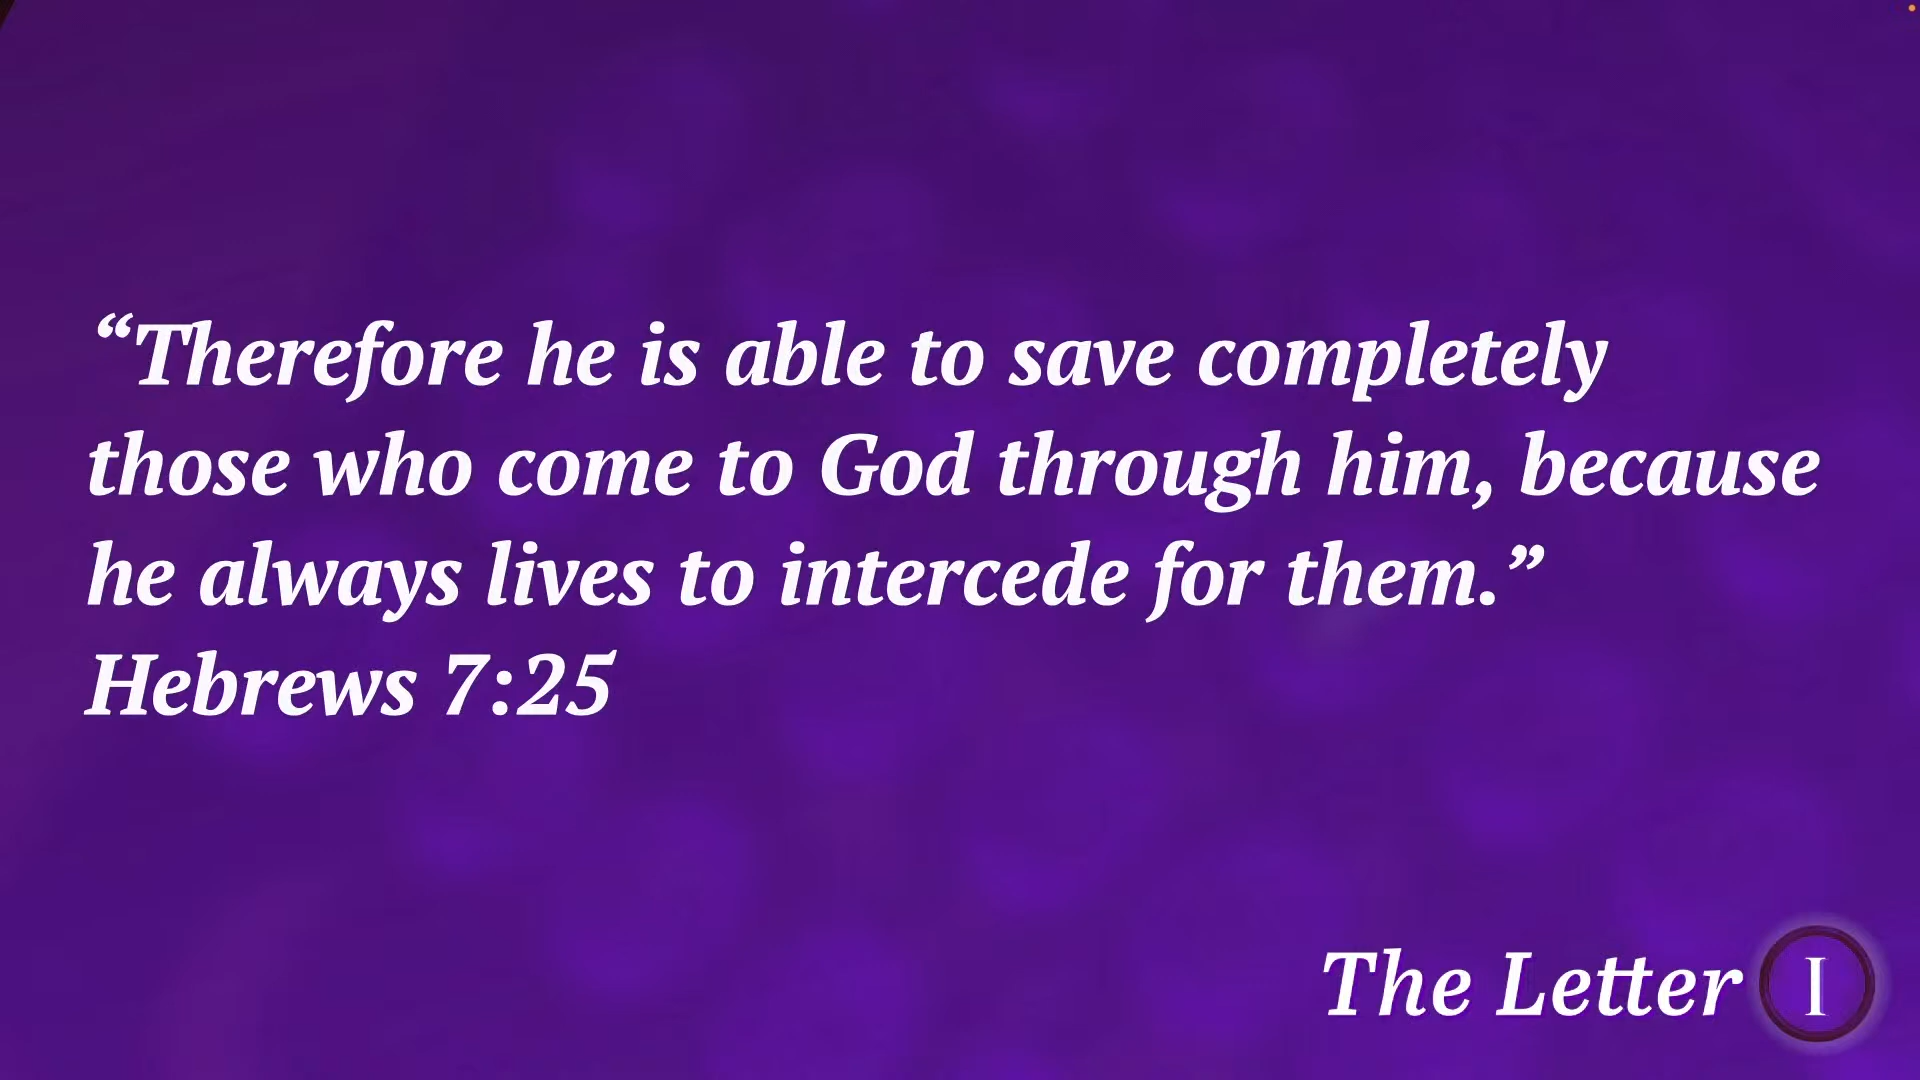 “Therefore he is able to save completely
those who come to God through him, because
he always lives to intercede for them.”
Hebrews 7:25
The Letter I